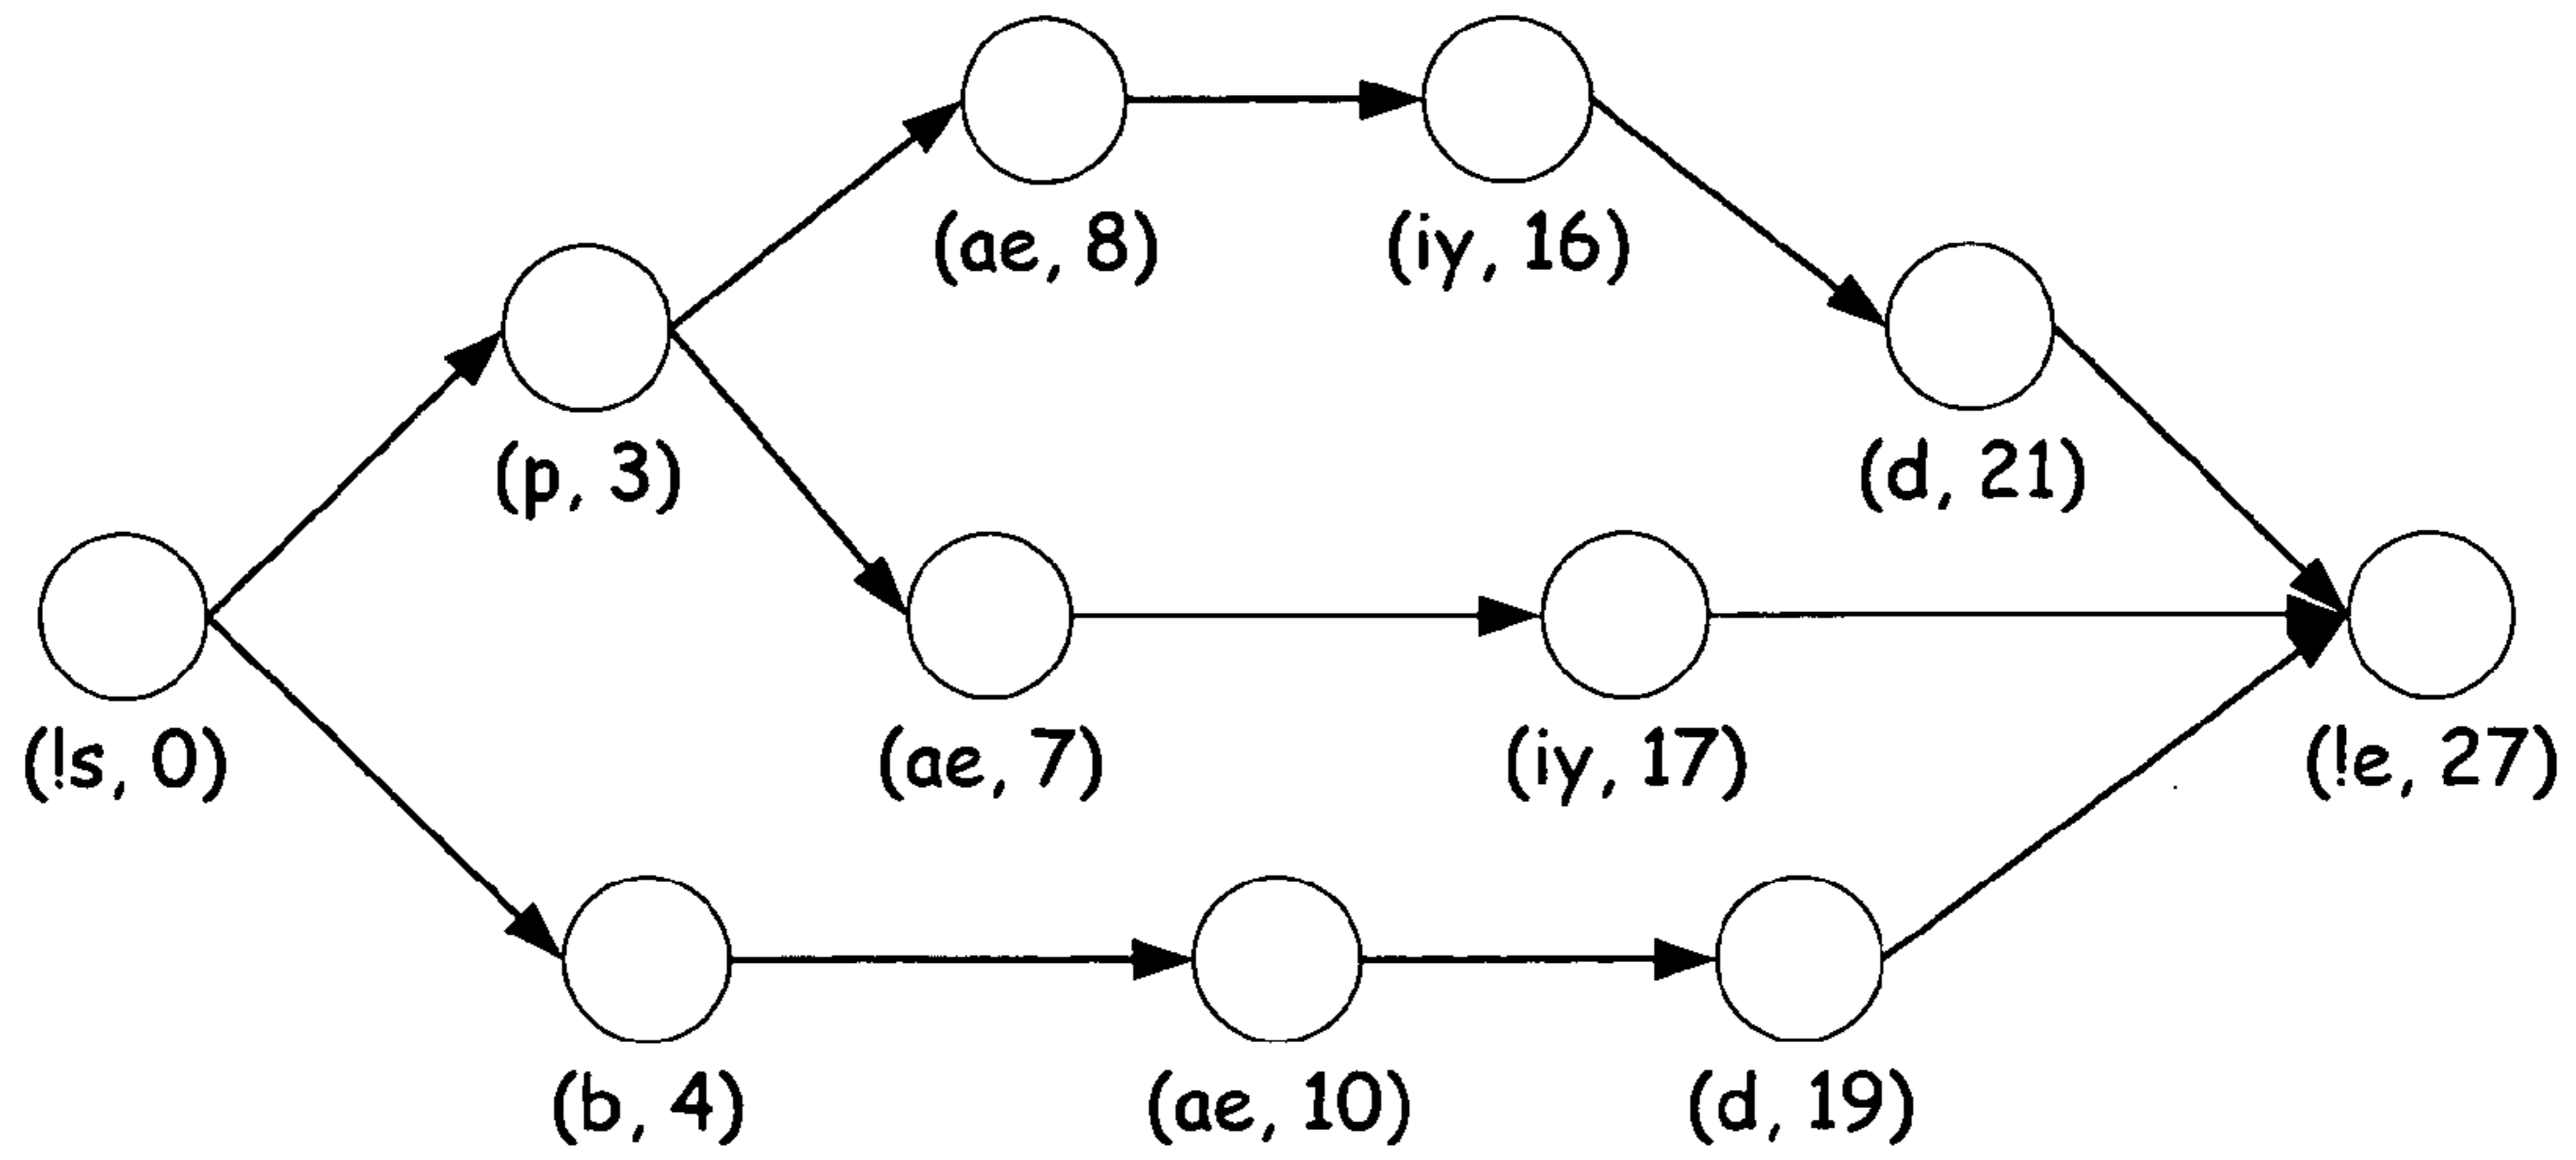 (ae, 8)
(iy, 16)
(p, 3)
(d, 21)
(!s, 0)
(ae, 7)
(iy, 17)
(!e, 27)
(b, 4)
(ae, 10)
(d, 19)